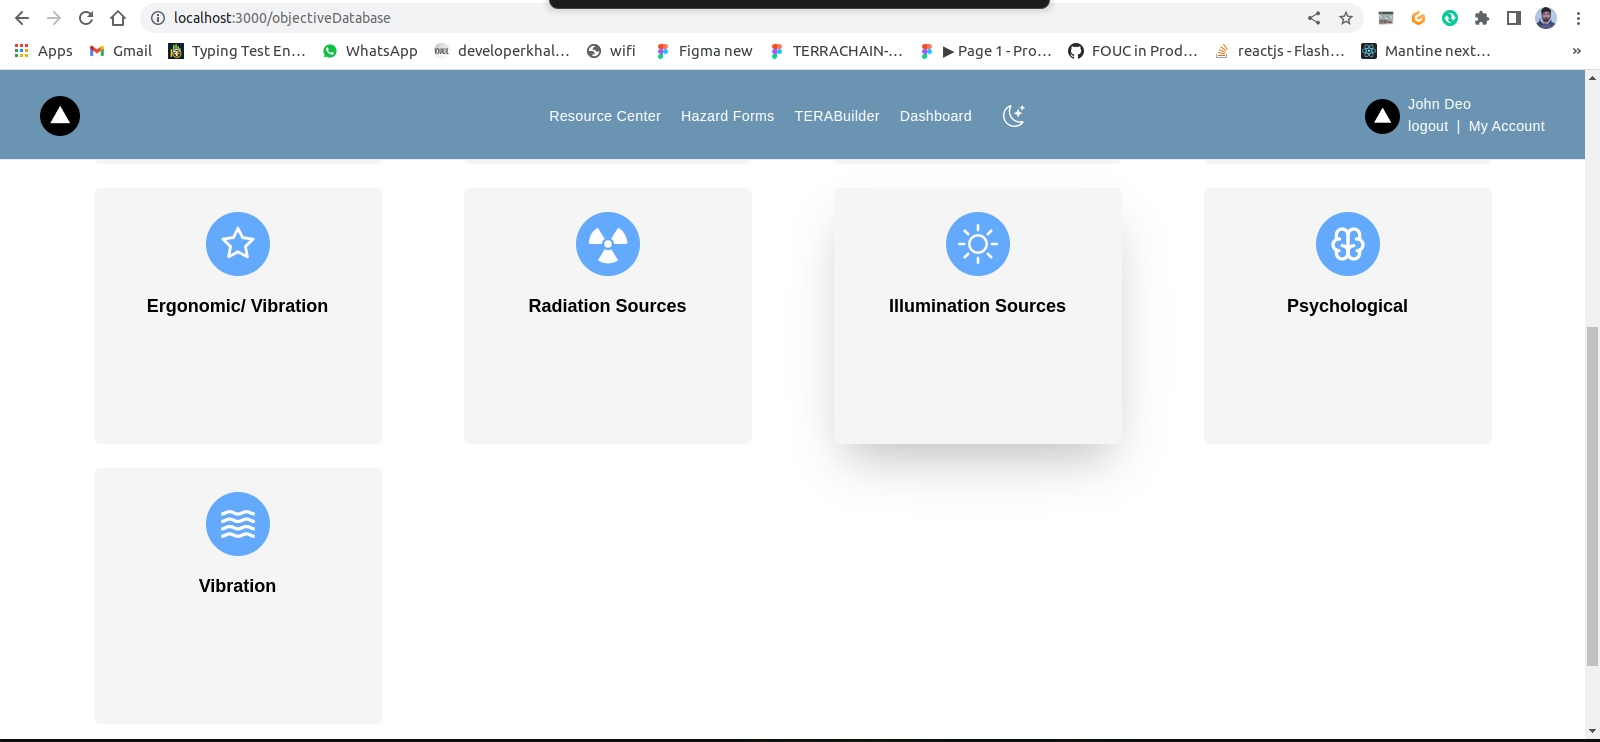 localhost:3000/objectiveDatabase
Apps Gmail Typing Test En... WhatsApp developerkhal... wifi Figma new TERRACHAIN-... ▶ Page 1 - Pro... FOUC in Prod... reactjs - Flash... Mantine next... »
Resource Center Hazard Forms TERABuilder Dashboard
John Deo
logout | My Account
Ergonomic/ Vibration
Radiation Sources
Illumination Sources
Psychological
Vibration